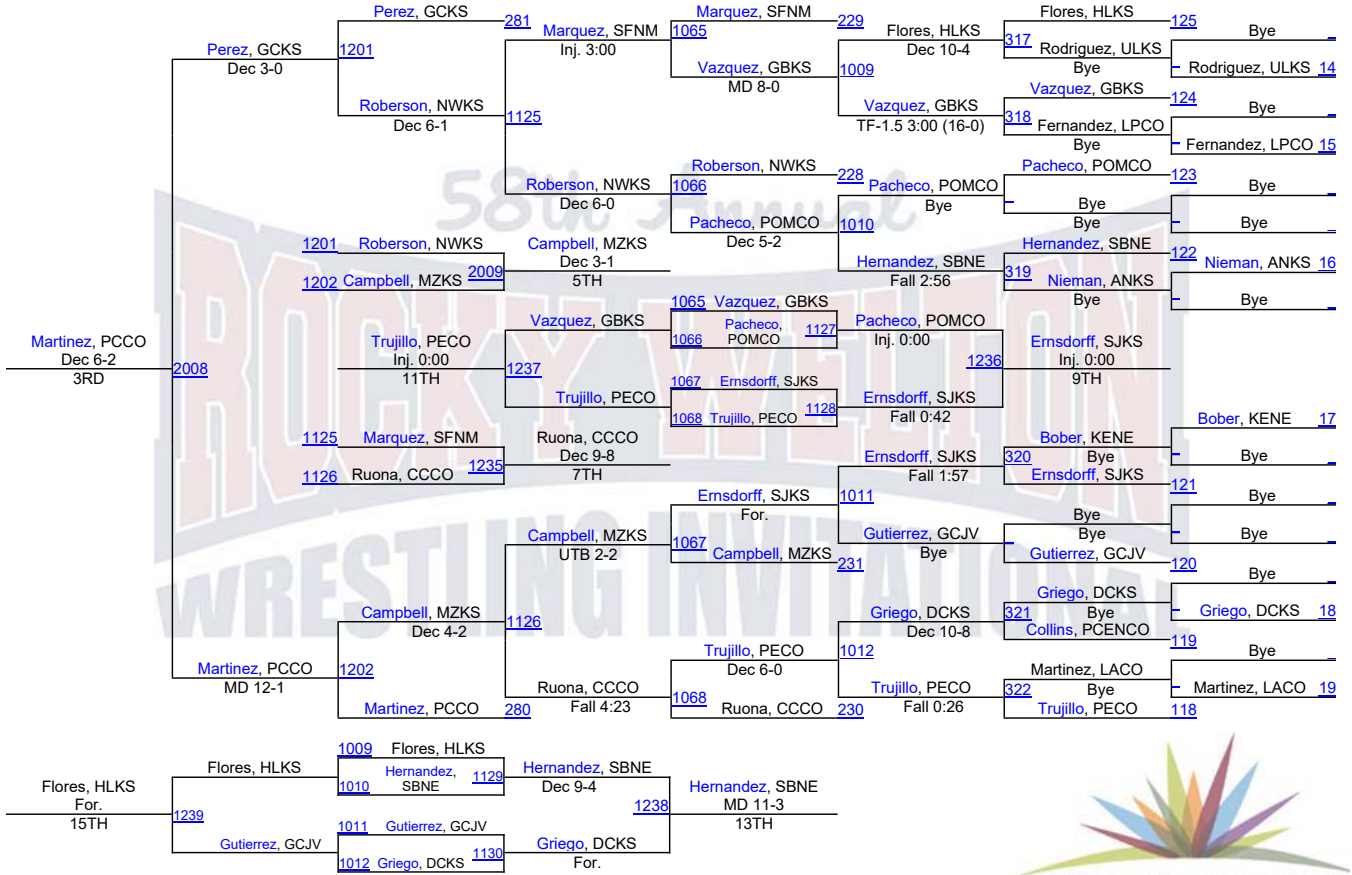 Perez, GCKS
281
Marquez, SFNM
229
Flores, HLKS
125
Marquez, SFNM
1065
Flores, HLKS
317
Bye
Perez, GCKS
1201
Inj. 3:00
Dec 10-4
Rodriguez, ULKS
Dec 3-0
Vazquez, GBKS
1009
Bye
Rodriguez, ULKS 14
MD 8-0
Vazquez, GBKS
124
Roberson, NWKS
1125
Vazquez, GBKS
318
Bye
Dec 6-1
TF-1.5 3:00 (16-0)
Fernandez, LPCO
Bye
Fernandez, LPCO 15
58th Annual
Roberson, NWKS
228
Pacheco, POMCO
123
Roberson, NWKS
1066
Pacheco, POMCO
Bye
Dec 6-0
Bye
Bye
Pacheco, POMCO
1010
Bye
Bye
Dec 5-2
1201
Roberson, NWKS
Campbell, MZKS
Hernandez, SBNE
122
Dec 3-1
Hernandez, SBNE
319
Nieman, ANKS 16
1202
Campbell, MZKS
2009
5TH
Fall 2:56
Nieman, ANKS
Bye
Bye
1065
Vazquez, GBKS
Vazquez, GBKS
Pacheco,
1127
Pacheco, POMCO
Martinez, PCCO
Trujillo, PECO
1066
POMCO
Inj. 0:00
Ernsdorff, SJKS
Dec 6-2
2008
Inj. 0:00
1237
1236
Inj. 0:00
3RD
11TH
9TH
1067
Ernsdorff, SJKS
Trujillo, PECO
1128
Ernsdorff, SJKS
1068
Trujillo, PECO
Fall 0:42
ROCKY WELTON
Bober, KENE 17
1125
Marquez, SFNM
Ruona, CCCO
Bober, KENE
Dec 9-8
Ernsdorff, SJKS
320
Bye
Bye
1126
Ruona, CCCO
1235
7TH
Fall 1:57
Ernsdorff, SJKS
121
Ernsdorff, SJKS
1011
Bye
For.
Bye
Campbell, MZKS
1067
Gutierrez, GCJV
Bye
Bye
UTB 2-2
Campbell, MZKS
231
Bye
Gutierrez, GCJV
120
WRESTLING INVITATIONAL
Bye
Campbell, MZKS
1126
Griego, DCKS
321
Griego, DCKS
Dec 4-2
Dec 10-8
Bye
Griego, DCKS 18
Collins, PCENCO
119
Trujillo, PECO
1012
Bye
Martinez, PCCO
1202
Dec 6-0
Martinez, LACO
MD 12-1
Ruona, CCCO
1068
Trujillo, PECO
322
Bye
Martinez, LACO 19
Fall 4:23
Fall 0:26
Martinez, PCCO
280
Ruona, CCCO
230
Trujillo, PECO
118
1009
Flores, HLKS
Flores, HLKS
Hernandez,
1129
Hernandez, SBNE
Flores, HLKS
1010
SBNE
Dec 9-4
Hernandez, SBNE
For.
1239
1238
MD 11-3
15TH
13TH
1011
Gutierrez, GCJV
Gutierrez, GCJV
1130
Griego, DCKS
1012
Griego, DCKS
For.